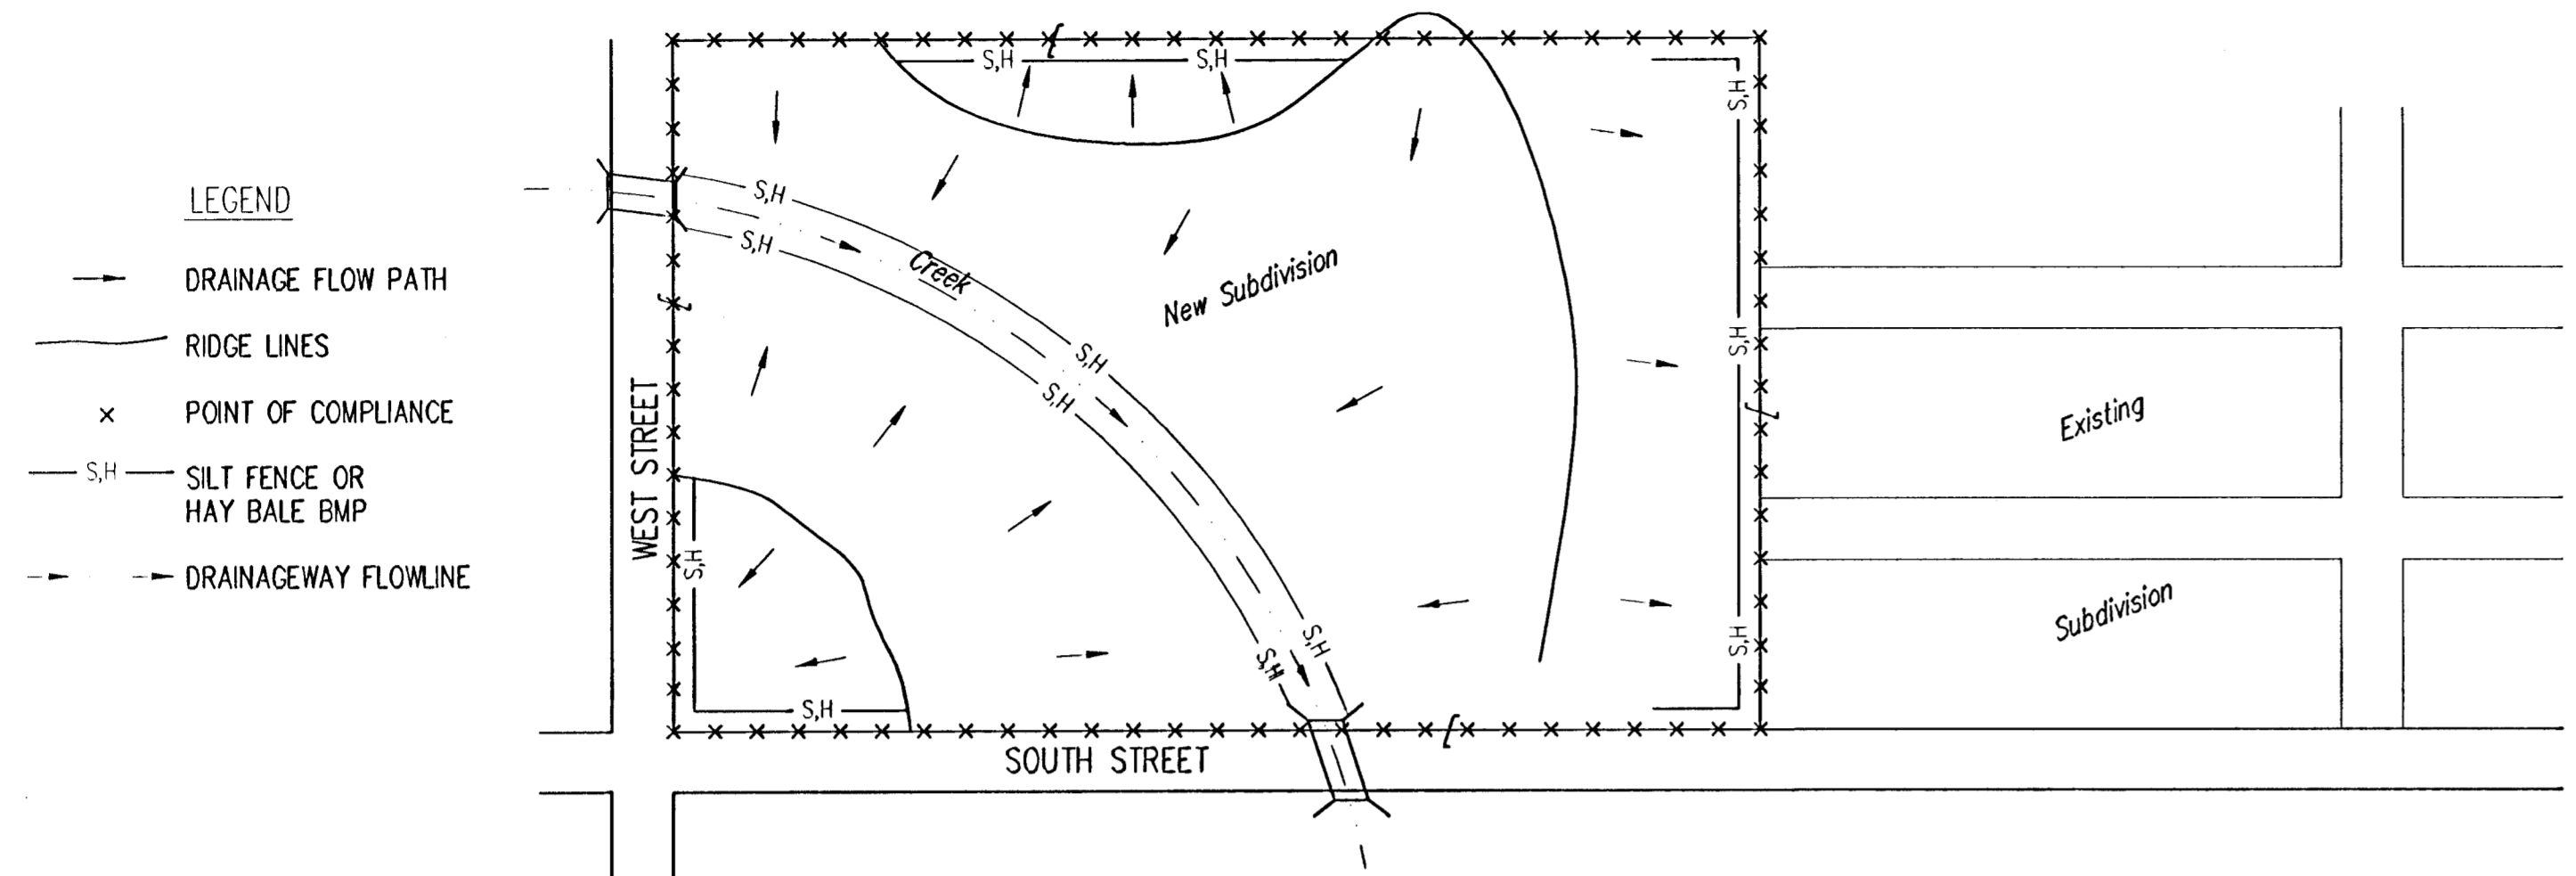 LEGEND
DRAINAGE FLOW PATH
RIDGE LINES
x POINT OF COMPLIANCE
S,H SILT FENCE OR
HAY BALE BMP
DRAINAGEWAY FLOWLINE
S,H
S,H
S,H
S,H
S,H
Creek
New Subdivision
S,H
S,H
S,H
WEST STREET
Existing
S,H
Subdivision
S,H
S,H
S,H
S,H
SOUTH STREET